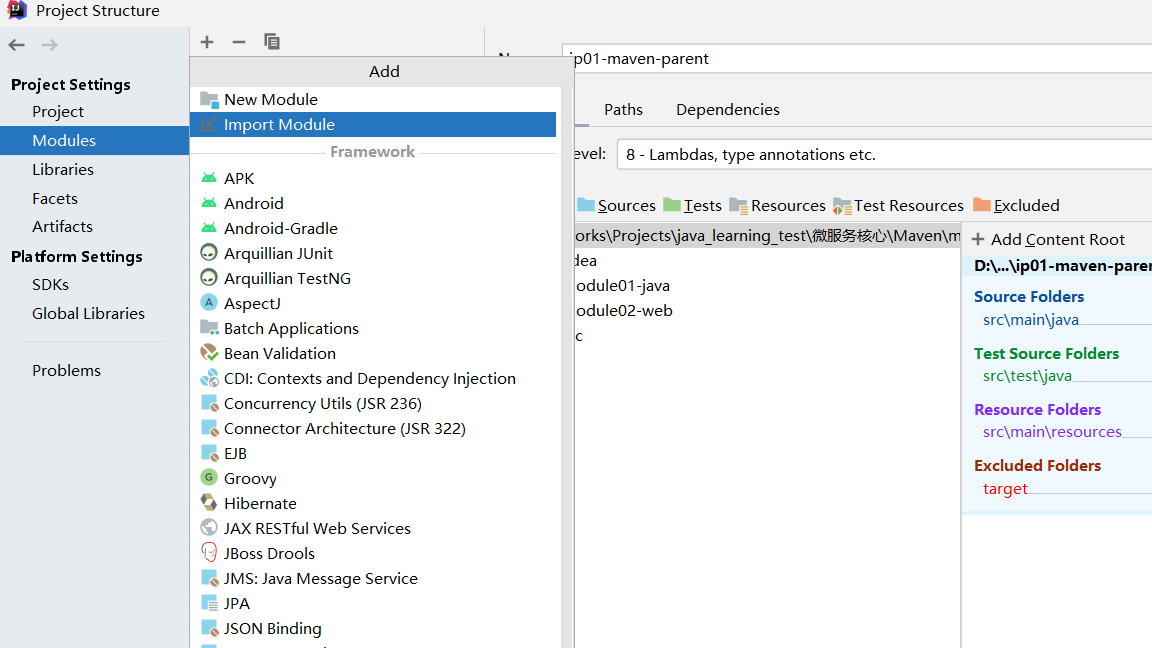 Project Structure
Project Settings
Project
Modules
Libraries
Facets
Artifacts
Platform Settings
SDKs
Global Libraries
Problems
Add
New Module
Import Module
Framework
APK
Android
Android-Gradle
Arquillian JUnit
Arquillian TestNG
AspectJ
Batch Applications
Bean Validation
CDI: Contexts and Dependency Injection
Concurrency Utils (JSR 236)
Connector Architecture (JSR 322)
EJB
Groovy
Hibernate
JAX RESTful Web Services
JBoss Drools
JMS: Java Message Service
JPA
JSON Binding
ip01-maven-parent
Paths Dependencies
evel: 8 - Lambdas, type annotations etc.
Sources Tests Resources Test Resources Excluded
orks\Projects\java_learning_test\微服务核心\Maven\m
dea
odule01-java
odule02-web
c
Add Content Root
D:\...\ip01-maven-paren
Source Folders
src\main\java
Test Source Folders
src\test\java
Resource Folders
src\main\resources
Excluded Folders
target